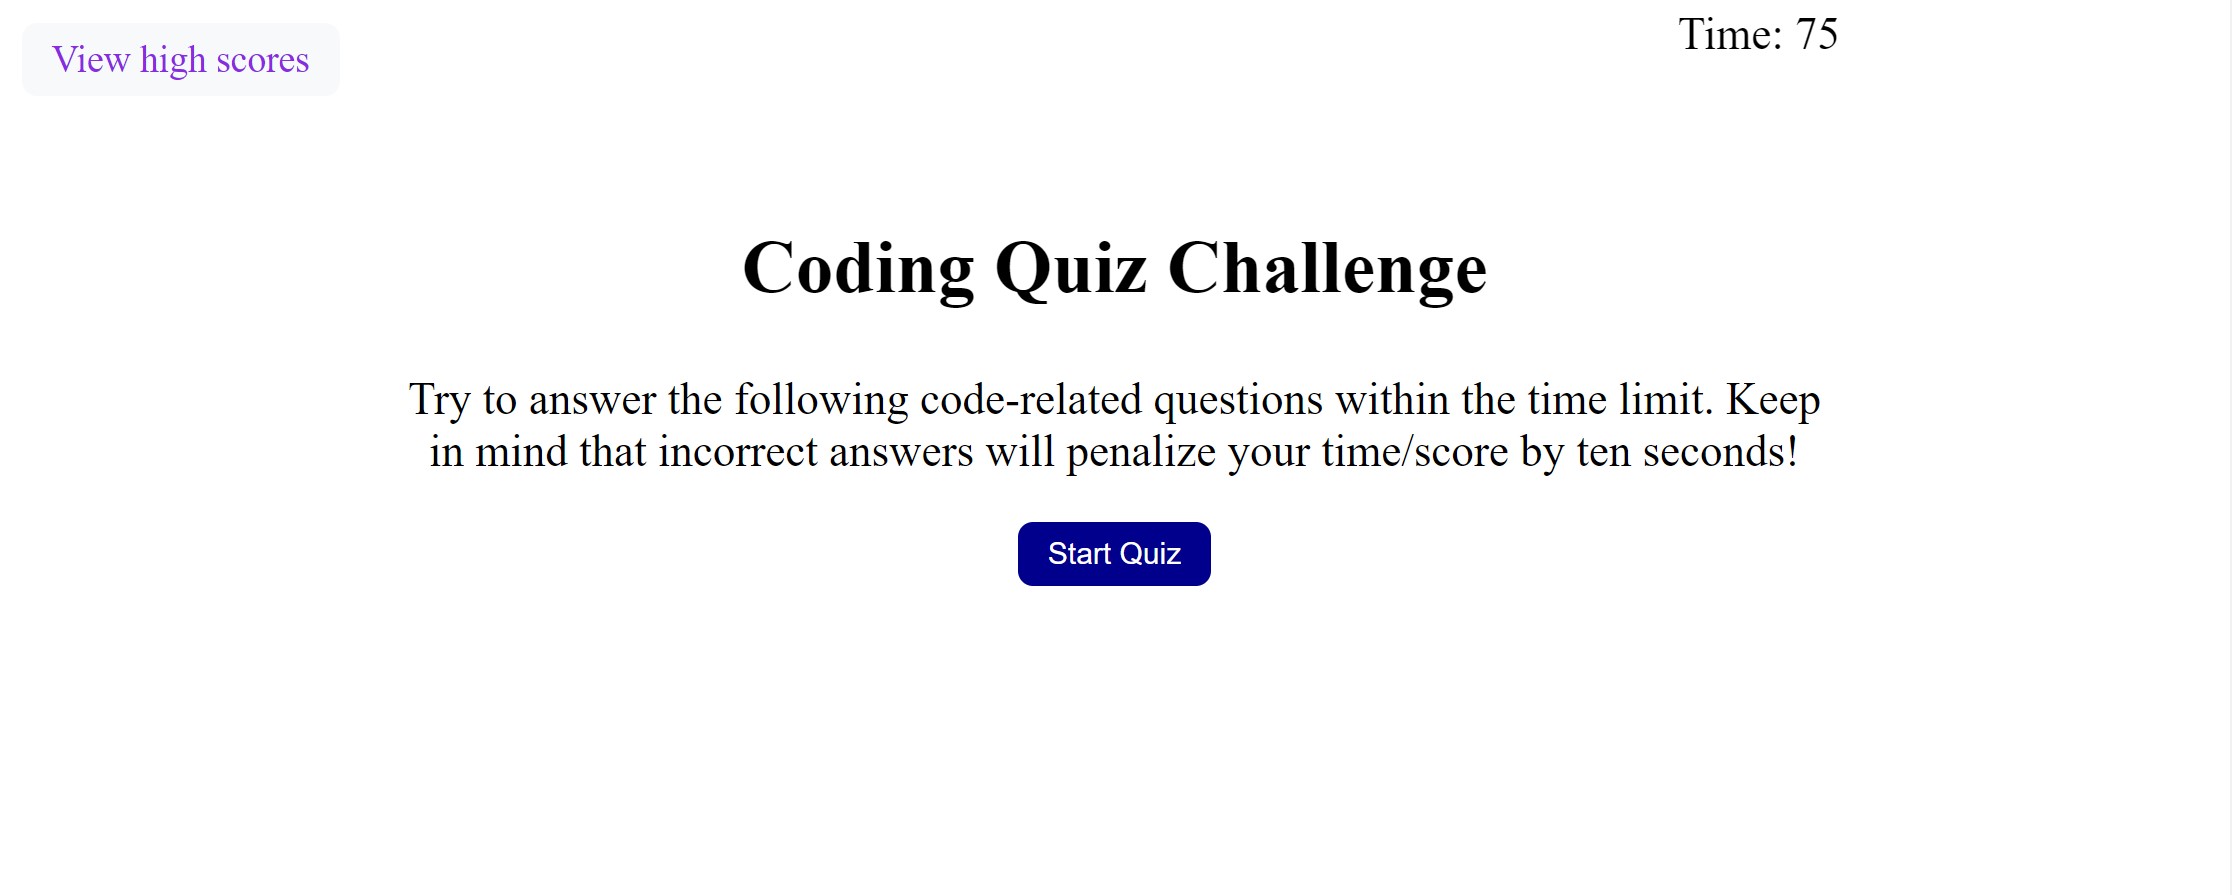 View high scores
Time: 75
Coding Quiz Challenge
Try to answer the following code-related questions within the time limit. Keep
in mind that incorrect answers will penalize your time/score by ten seconds!
Start Quiz